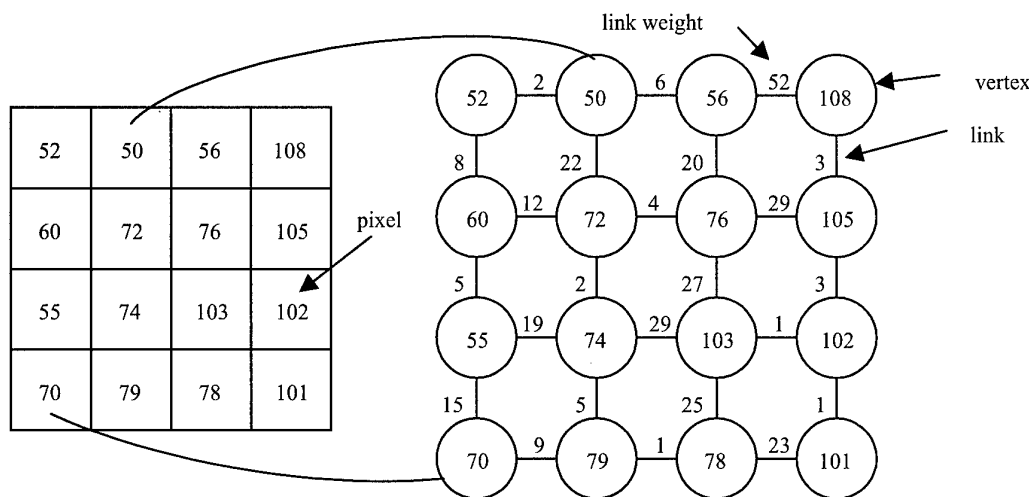 link weight
52 2 50 6 56 52 108
vertex
link
52 50 56 108
8 22 20 3
60 72 76 105
pixel
60 12 72 4 76 29 105
5 2 27 3
55 74 103 102
55 19 74 29 103 1 102
70 79 78 101
15 5 25 1
70 9 79 1 78 23 101